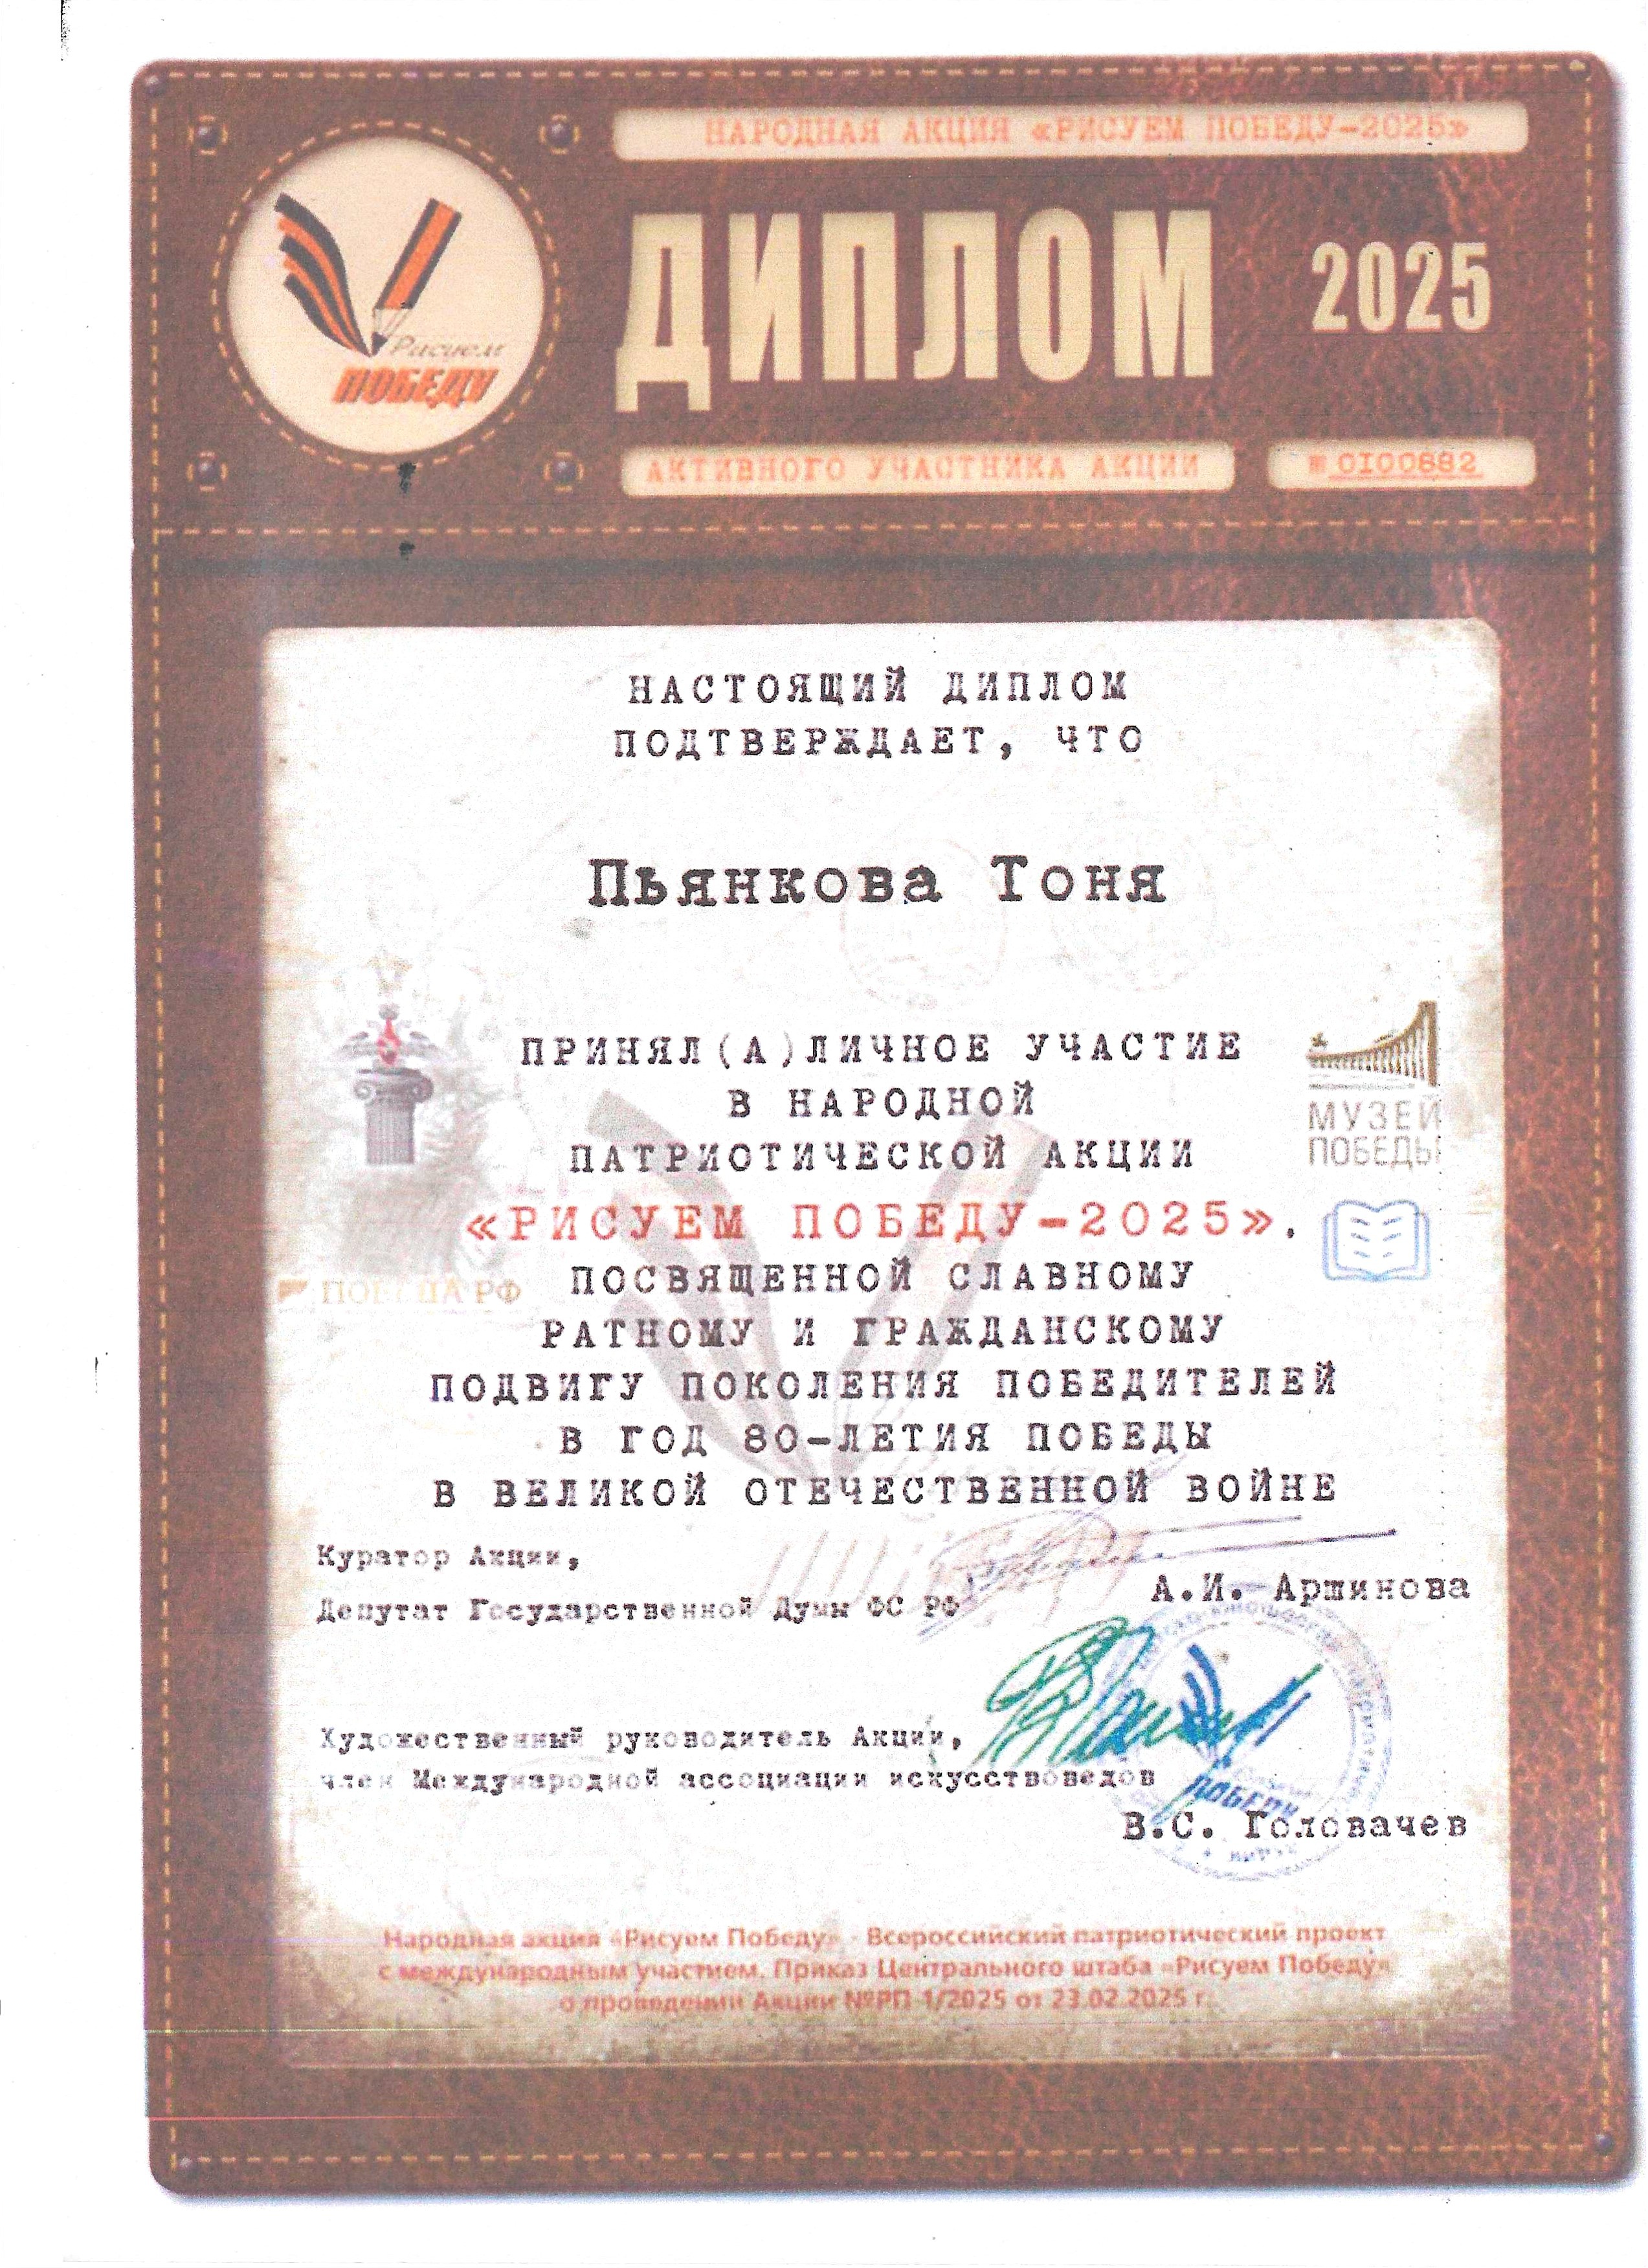 НАРОДНАЯ АКЦИЯ «РИСУЕМ ПОБЕДУ-2025»
Рисуем
ПОБЕДУ
ДИПЛОМ 2025
АКТИВНОГО УЧАСТНИКА АКЦИИ
№ 0100882
НАСТОЯЩИЙ ДИПЛОМ
ПОДТВЕРЖДАЕТ, ЧТО
Пьянкова Тоня
ПРИНЯЛ(А)ЛИЧНОЕ УЧАСТИЕ
В НАРОДНОЙ
ПАТРИОТИЧЕСКОЙ АКЦИИ
«РИСУЕМ ПОБЕДУ-2025».
ПОСВЯЩЕННОЙ СЛАВНОМУ
РАТНОМУ И ГРАЖДАНСКОМУ
ПОДВИГУ ПОКОЛЕНИЯ ПОБЕДИТЕЛЕЙ
В ГОД 80-ЛЕТИЯ ПОБЕДЫ
В ВЕЛИКОЙ ОТЕЧЕСТВЕННОЙ ВОЙНЕ
МУЗЕЙ
ПОБЕДЫ
ПОБЕДА РФ
Куратор Акции,
Депутат Государственной Думы ФС РФ
А.И. Аршинова
Художественный руководитель Акции,
член Международной ассоциации искусствоведов
ПОБЕДУ
В.С. Головачев
Народная акция «Рисуем Победу» - Всероссийский патриотический проект
с международным участием. Приказ Центрального штаба «Рисуем Победу»
о проведении Акции №РП-1/2025 от 23.02.2025 г.